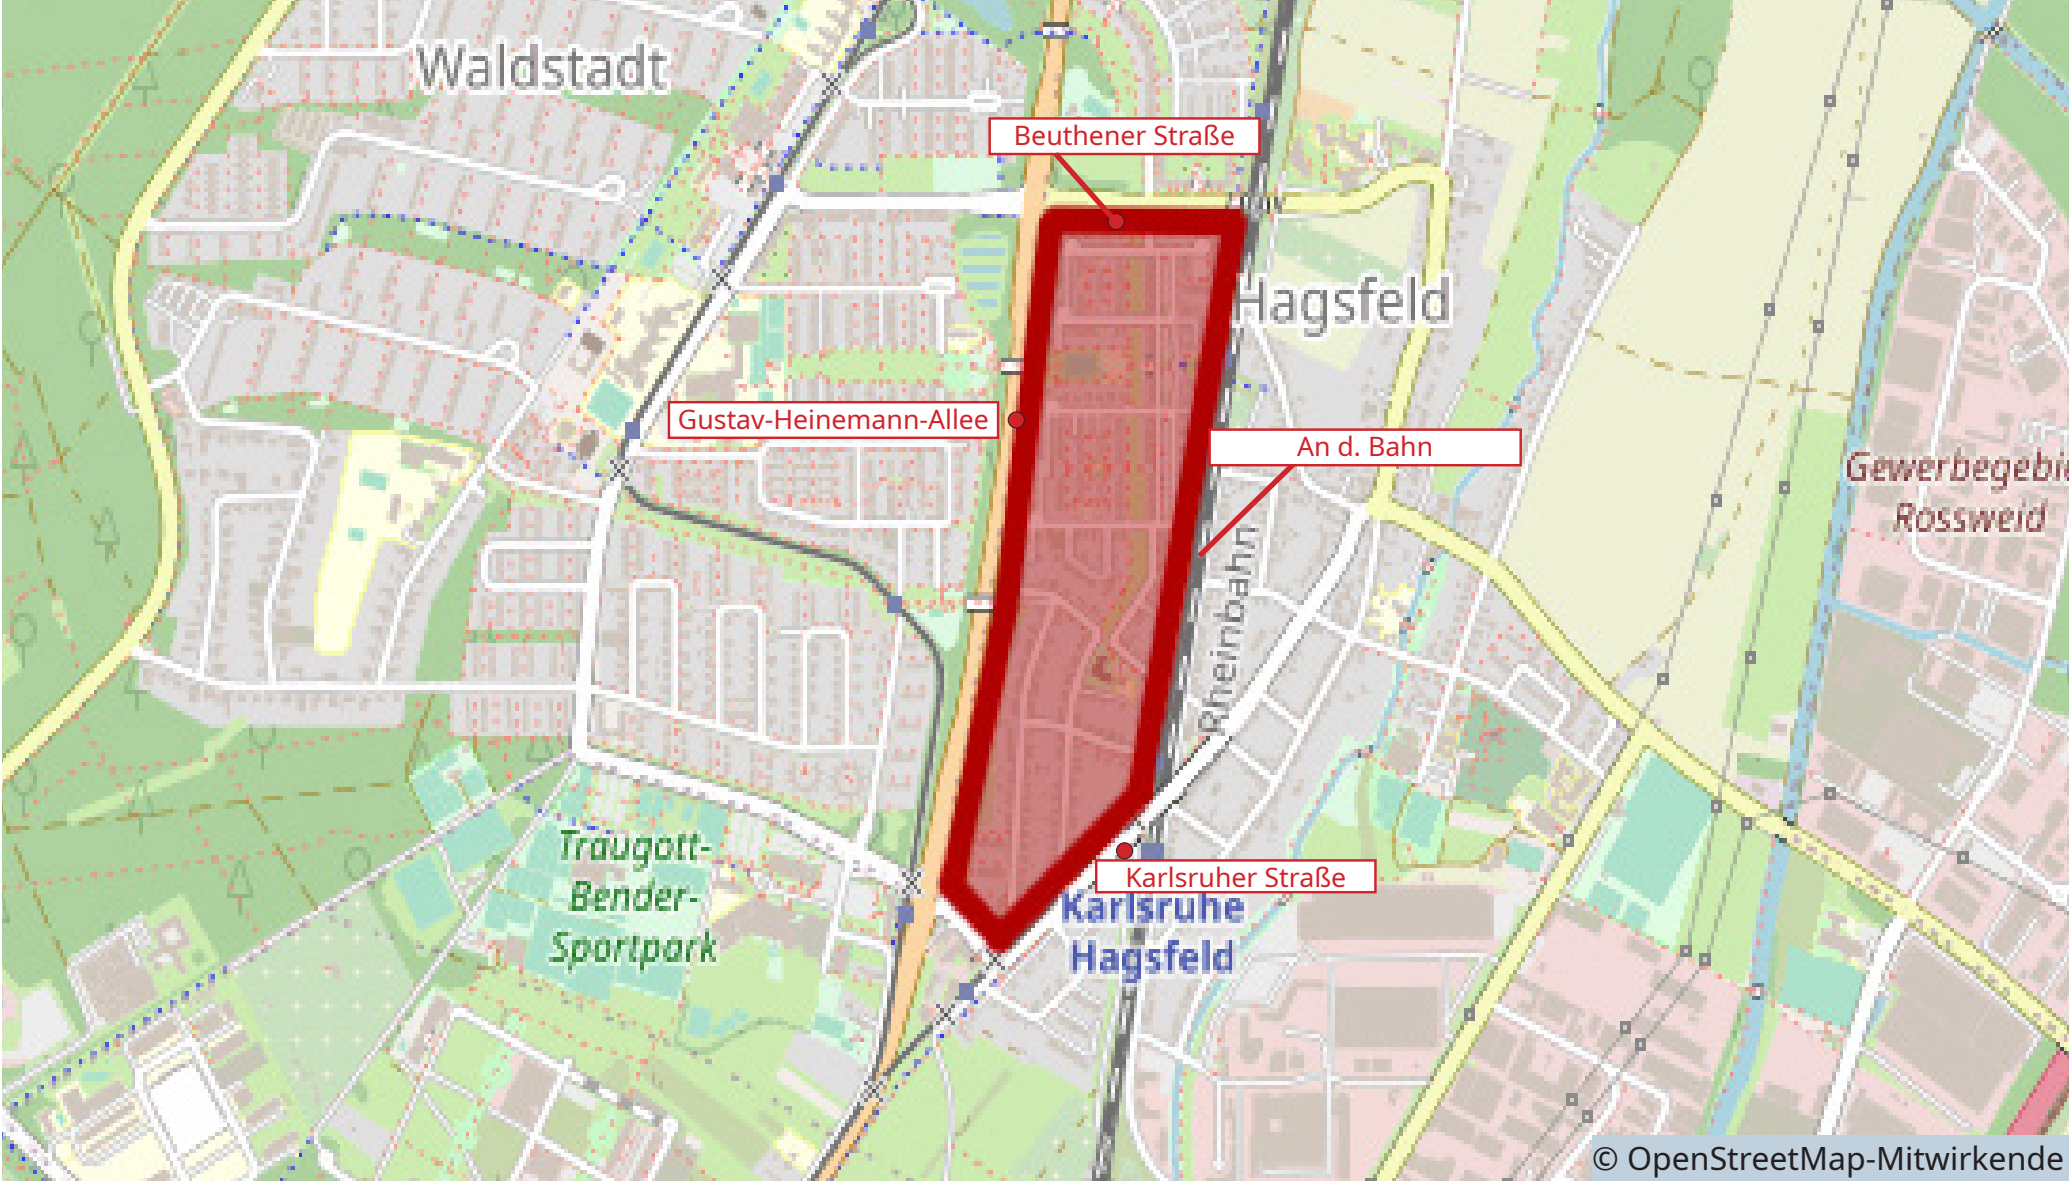 Waldstadt
Beuthener Straße
Hagsfeld
Gustav-Heinemann-Allee
An d. Bahn
Gewerbegebie
Rossweid
Rheinbahn
Traugott-
Bender-
Sportpark
Karlsruher Straße
Karlsruhe
Hagsfeld
© OpenStreetMap-Mitwirkende